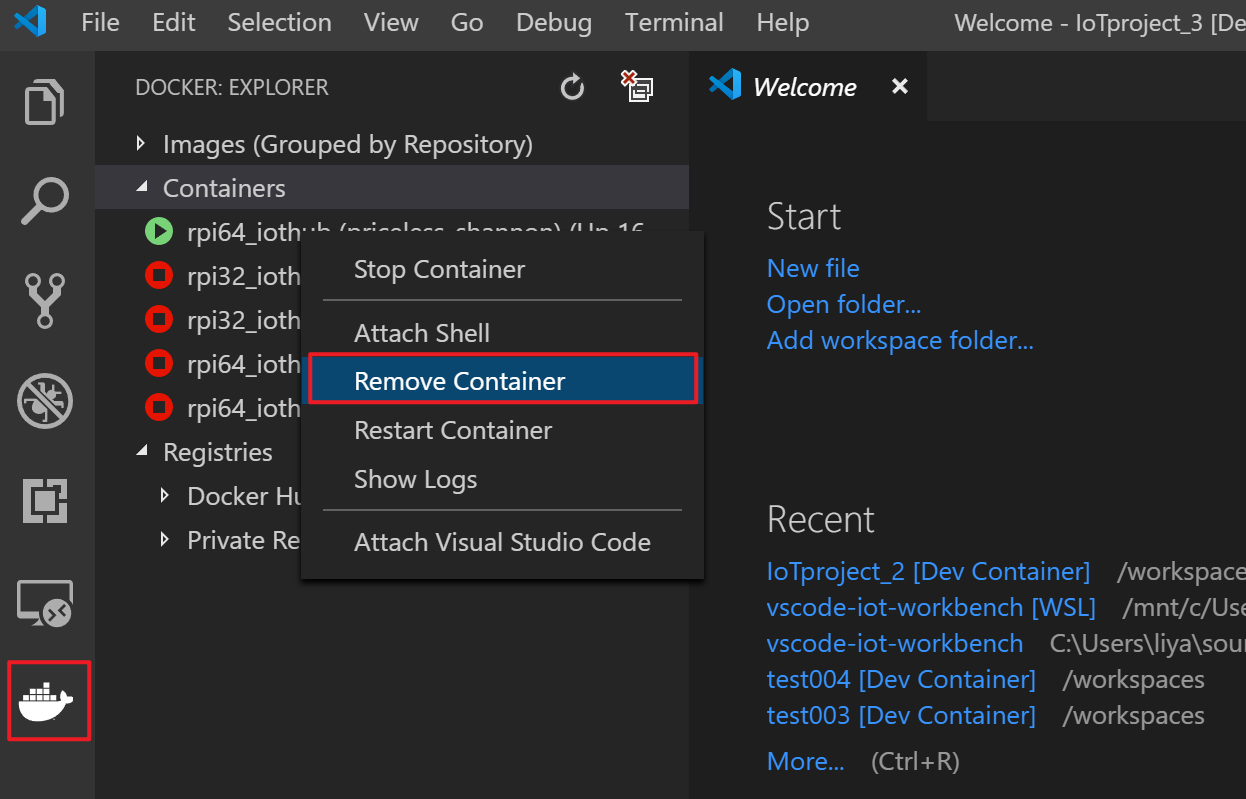 File Edit Selection View Go Debug Terminal Help Welcome - IoTproject_3 [De
DOCKER: EXPLORER
Welcome
Images (Grouped by Repository)
Containers
rpi64_iothub (priceless_shannon) (Up 16
rpi32_ioth
rpi32_ioth
rpi64_ioth
rpi64_ioth
Registries
Docker Hu
Private Re
Stop Container
Attach Shell
Remove Container
Restart Container
Show Logs
Attach Visual Studio Code
Start
New file
Open folder...
Add workspace folder...
Recent
IoTproject_2 [Dev Container] /workspace
vscode-iot-workbench [WSL] /mnt/c/Use
vscode-iot-workbench C:\Users\liya\sour
test004 [Dev Container] /workspaces
test003 [Dev Container] /workspaces
More... (Ctrl+R)